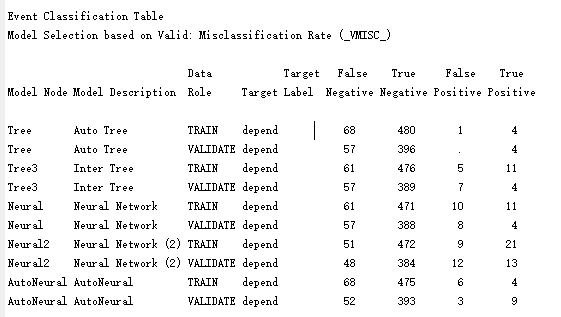 Event Classification Table
Model Selection based on Valid: Misclassification Rate (_VMISC_)
Data Target False True False True
Model Node Model Description Role Target Label Negative Negative Positive Positive
Tree Auto Tree TRAIN depend 68 480 1 4
Tree Auto Tree VALIDATE depend 57 396 . 4
Tree3 Inter Tree TRAIN depend 61 476 5 11
Tree3 Inter Tree VALIDATE depend 57 389 7 4
Neural Neural Network TRAIN depend 61 471 10 11
Neural Neural Network VALIDATE depend 57 388 8 4
Neural2 Neural Network (2) TRAIN depend 51 472 9 21
Neural2 Neural Network (2) VALIDATE depend 48 384 12 13
AutoNeural AutoNeural TRAIN depend 68 475 6 4
AutoNeural AutoNeural VALIDATE depend 52 393 3 9